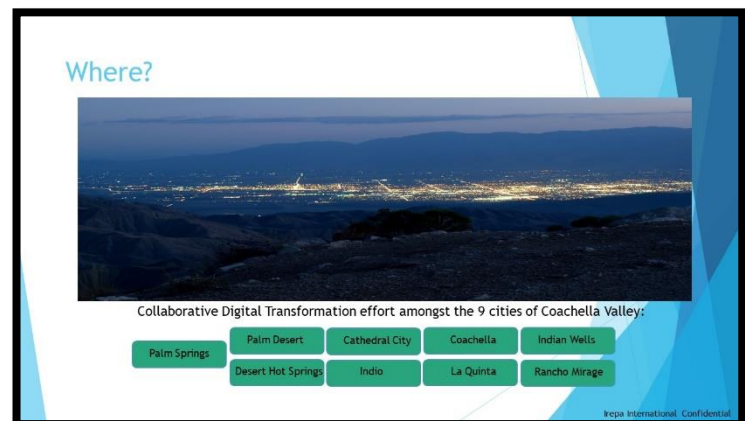 Where?
Collaborative Digital Transformation effort amongst the 9 cities of Coachella Valley:
Palm Springs
Palm Desert
Cathedral City
Coachella
Indian Wells
Desert Hot Springs
Indio
La Quinta
Rancho Mirage
Irepa International Confidential